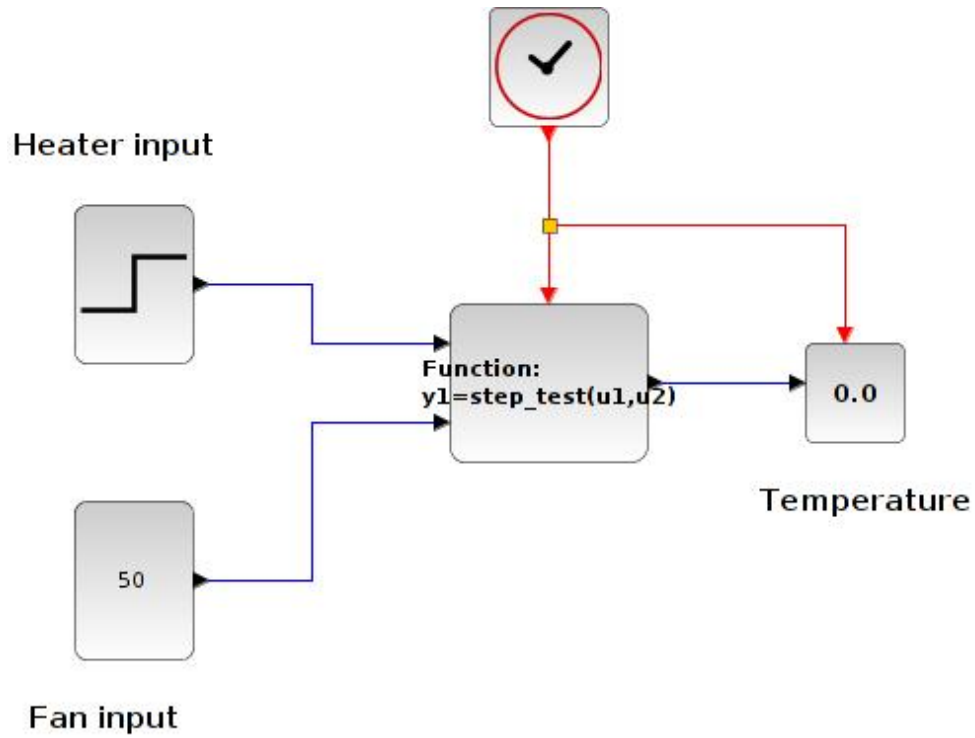 Heater input
Function:
y1=step_test(u1,u2)
0.0
Temperature
50
Fan input